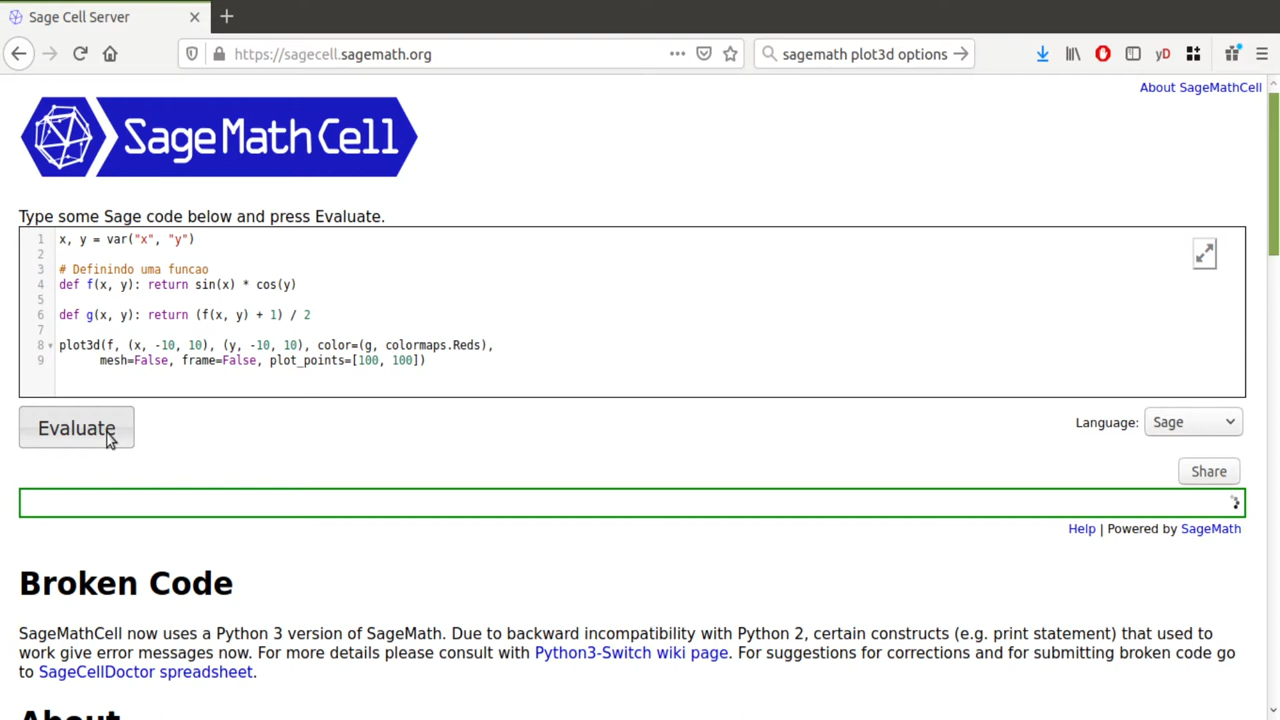 Sage Cell Server
https://sagecell.sagemath.org
sagemath plot3d options
yD
About SageMathCell
SageMathCell
Type some Sage code below and press Evaluate.
1 x, y = var("x", "y")
2
3 # Definindo uma funcao
4 def f(x, y): return sin(x) * cos(y)
5
6 def g(x, y): return (f(x, y) + 1) / 2
7
8 plot3d(f, (x, -10, 10), (y, -10, 10), color=(g, colormaps.Reds),
9 mesh=False, frame=False, plot_points=[100, 100])
Evaluate
Language: Sage
Share
Help | Powered by SageMath
Broken Code
SageMathCell now uses a Python 3 version of SageMath. Due to backward incompatibility with Python 2, certain constructs (e.g. print statement) that used to
work give error messages now. For more details please consult with Python3-Switch wiki page. For suggestions for corrections and for submitting broken code go
to SageCellDoctor spreadsheet.
About